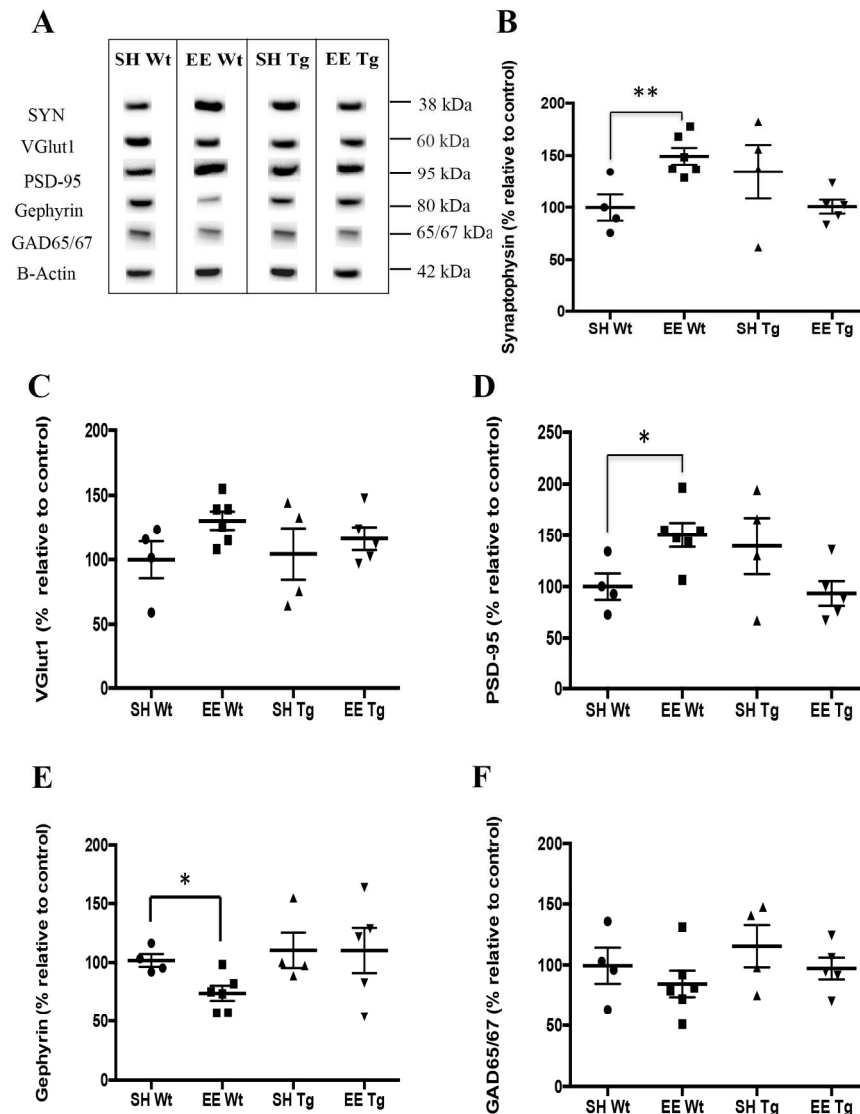 A
SH Wt EE Wt SH Tg EE Tg
SYN 38 kDa
VGlut1 60 kDa
PSD-95 95 kDa
Gephyrin 80 kDa
GAD65/67 65/67 kDa
B-Actin 42 kDa
B
Synaptophysin (% relative to control)
200
150
100
50
0
**
SH Wt EE Wt SH Tg EE Tg
C
VGlut1 (% relative to control)
200
150
100
50
0
SH Wt EE Wt SH Tg EE Tg
D
PSD-95 (% relative to control)
250
200
150
100
50
0
*
SH Wt EE Wt SH Tg EE Tg
E
Gephyrin (% relative to control)
200
150
100
50
0
*
SH Wt EE Wt SH Tg EE Tg
F
GAD65/67 (% relative to control)
200
150
100
50
0
SH Wt EE Wt SH Tg EE Tg